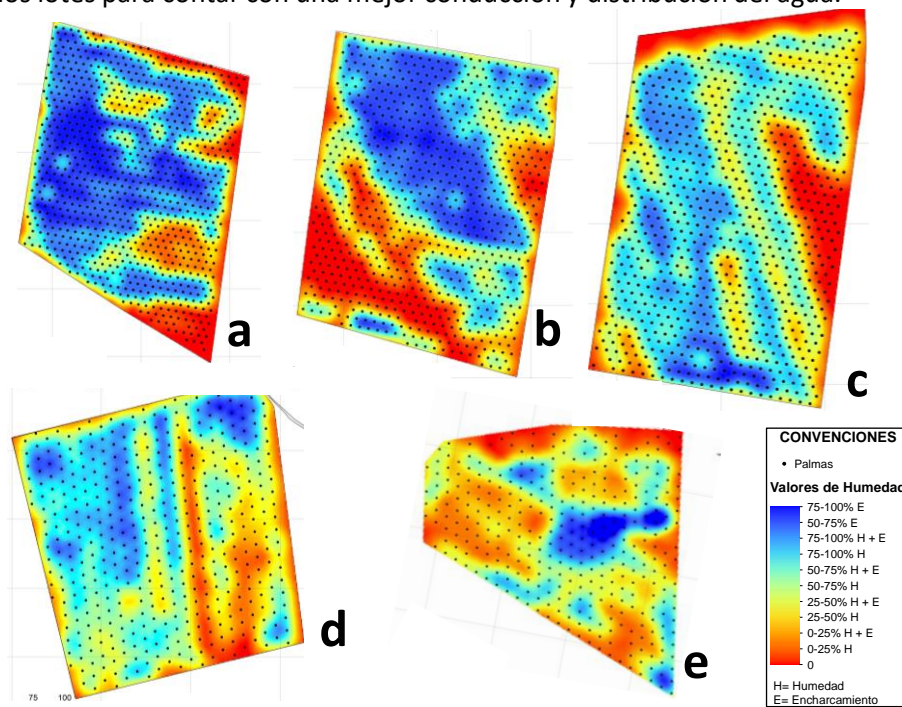 los lotes para contar con una mejor conducción y distribución del agua.
a
b
c
d
e
75 100
CONVENCIONES
• Palmas
Valores de Humedad
75-100% E
50-75% E
75-100% H + E
75-100% H
50-75% H + E
50-75% H
25-50% H + E
25-50% H
0-25% H + E
0-25% H
0
H= Humedad
E= Encharcamiento